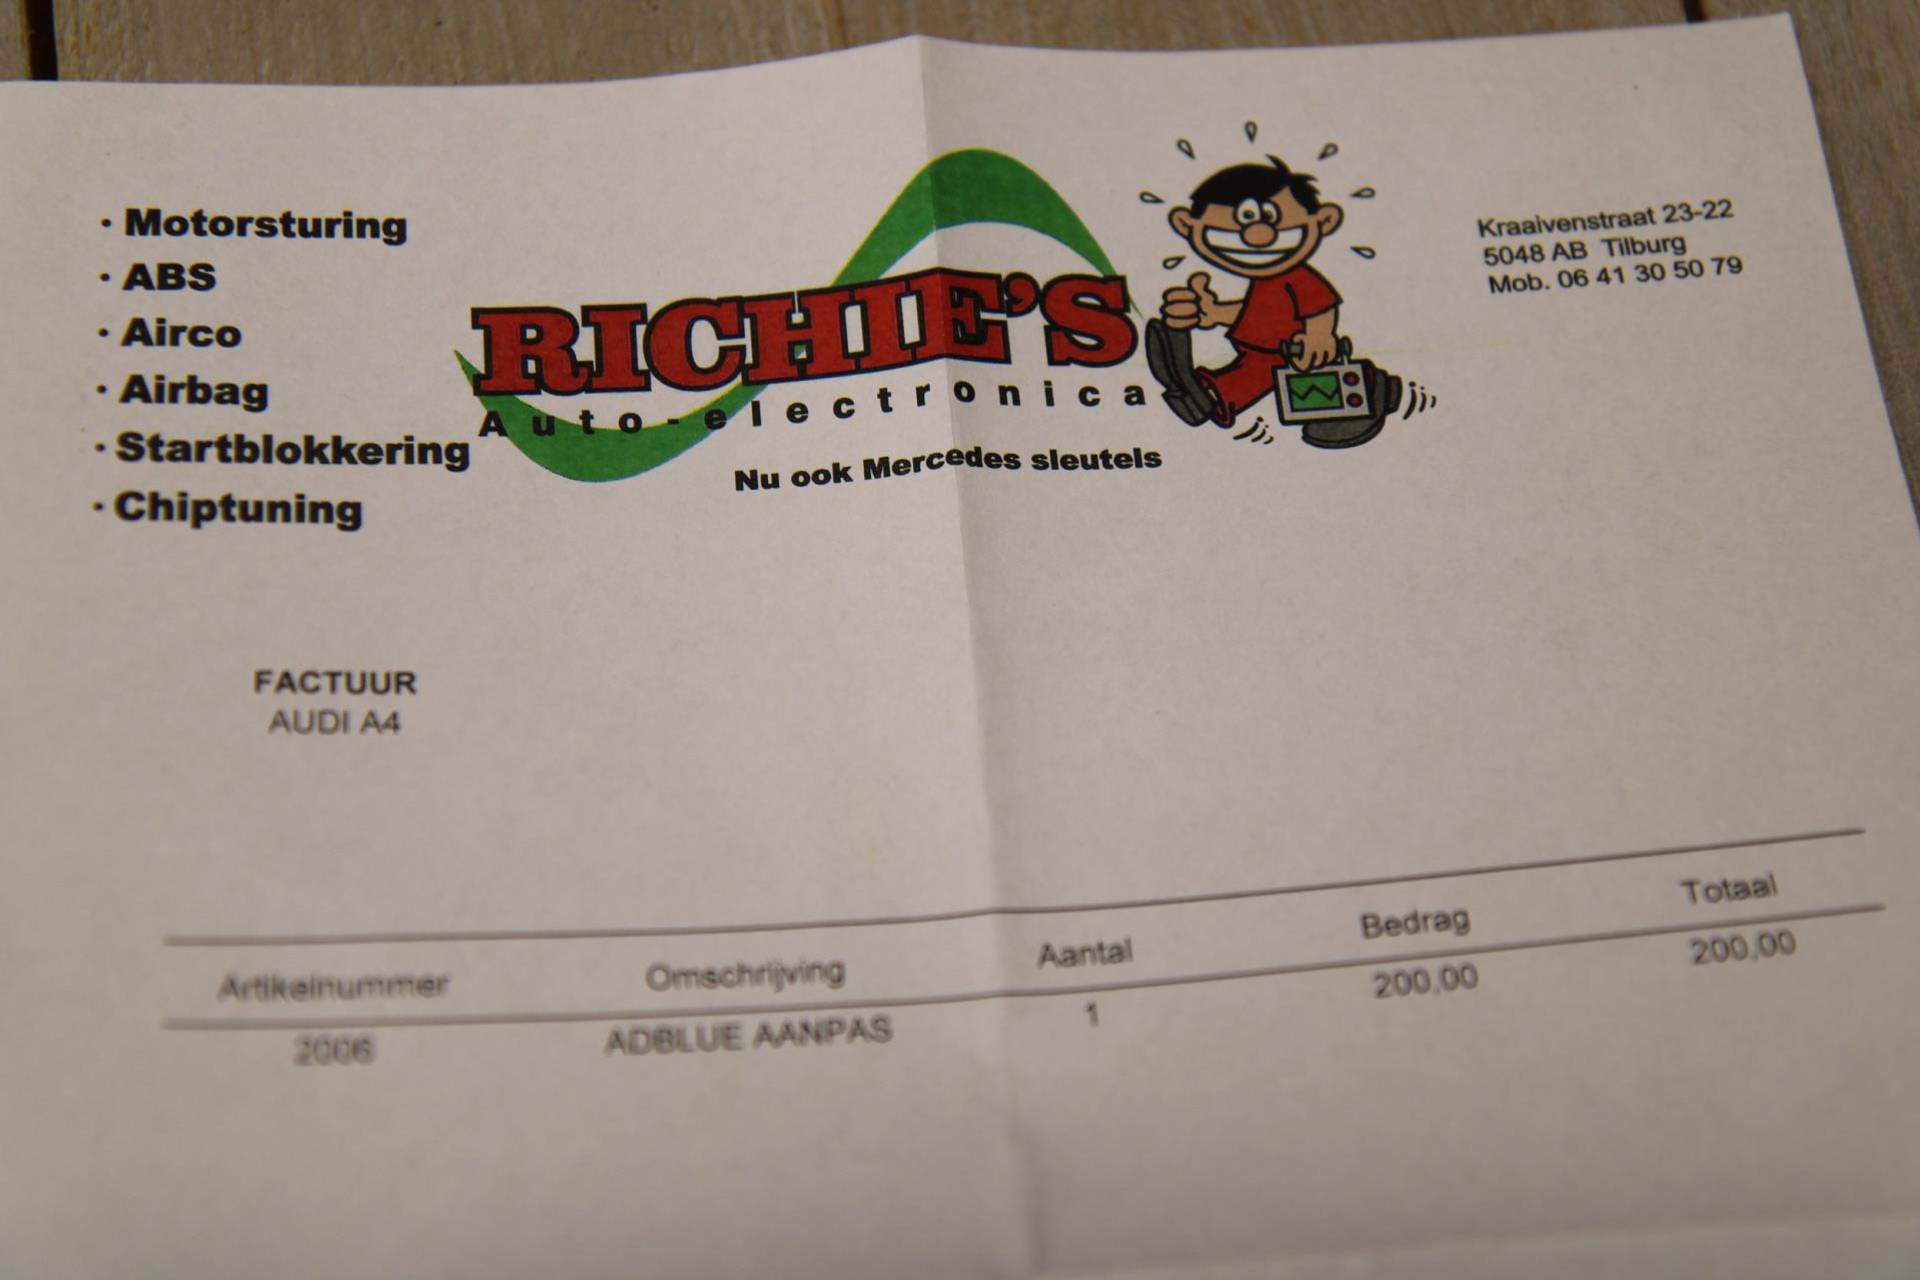 · Motorsturing
· ABS
· Airco
· Airbag
· Startblokkering
· Chiptuning
RICHIE'S
Auto-electronica
Nu ook Mercedes sleutels
Kraaivenstraat 23-22
5048 AB Tilburg
Mob. 06 41 30 50 79
FACTUUR
AUDI A4
Artikelnummer Omschrijving Aantal Bedrag Totaal
2006 ADBLUE AANPAS 1 200,00 200,00